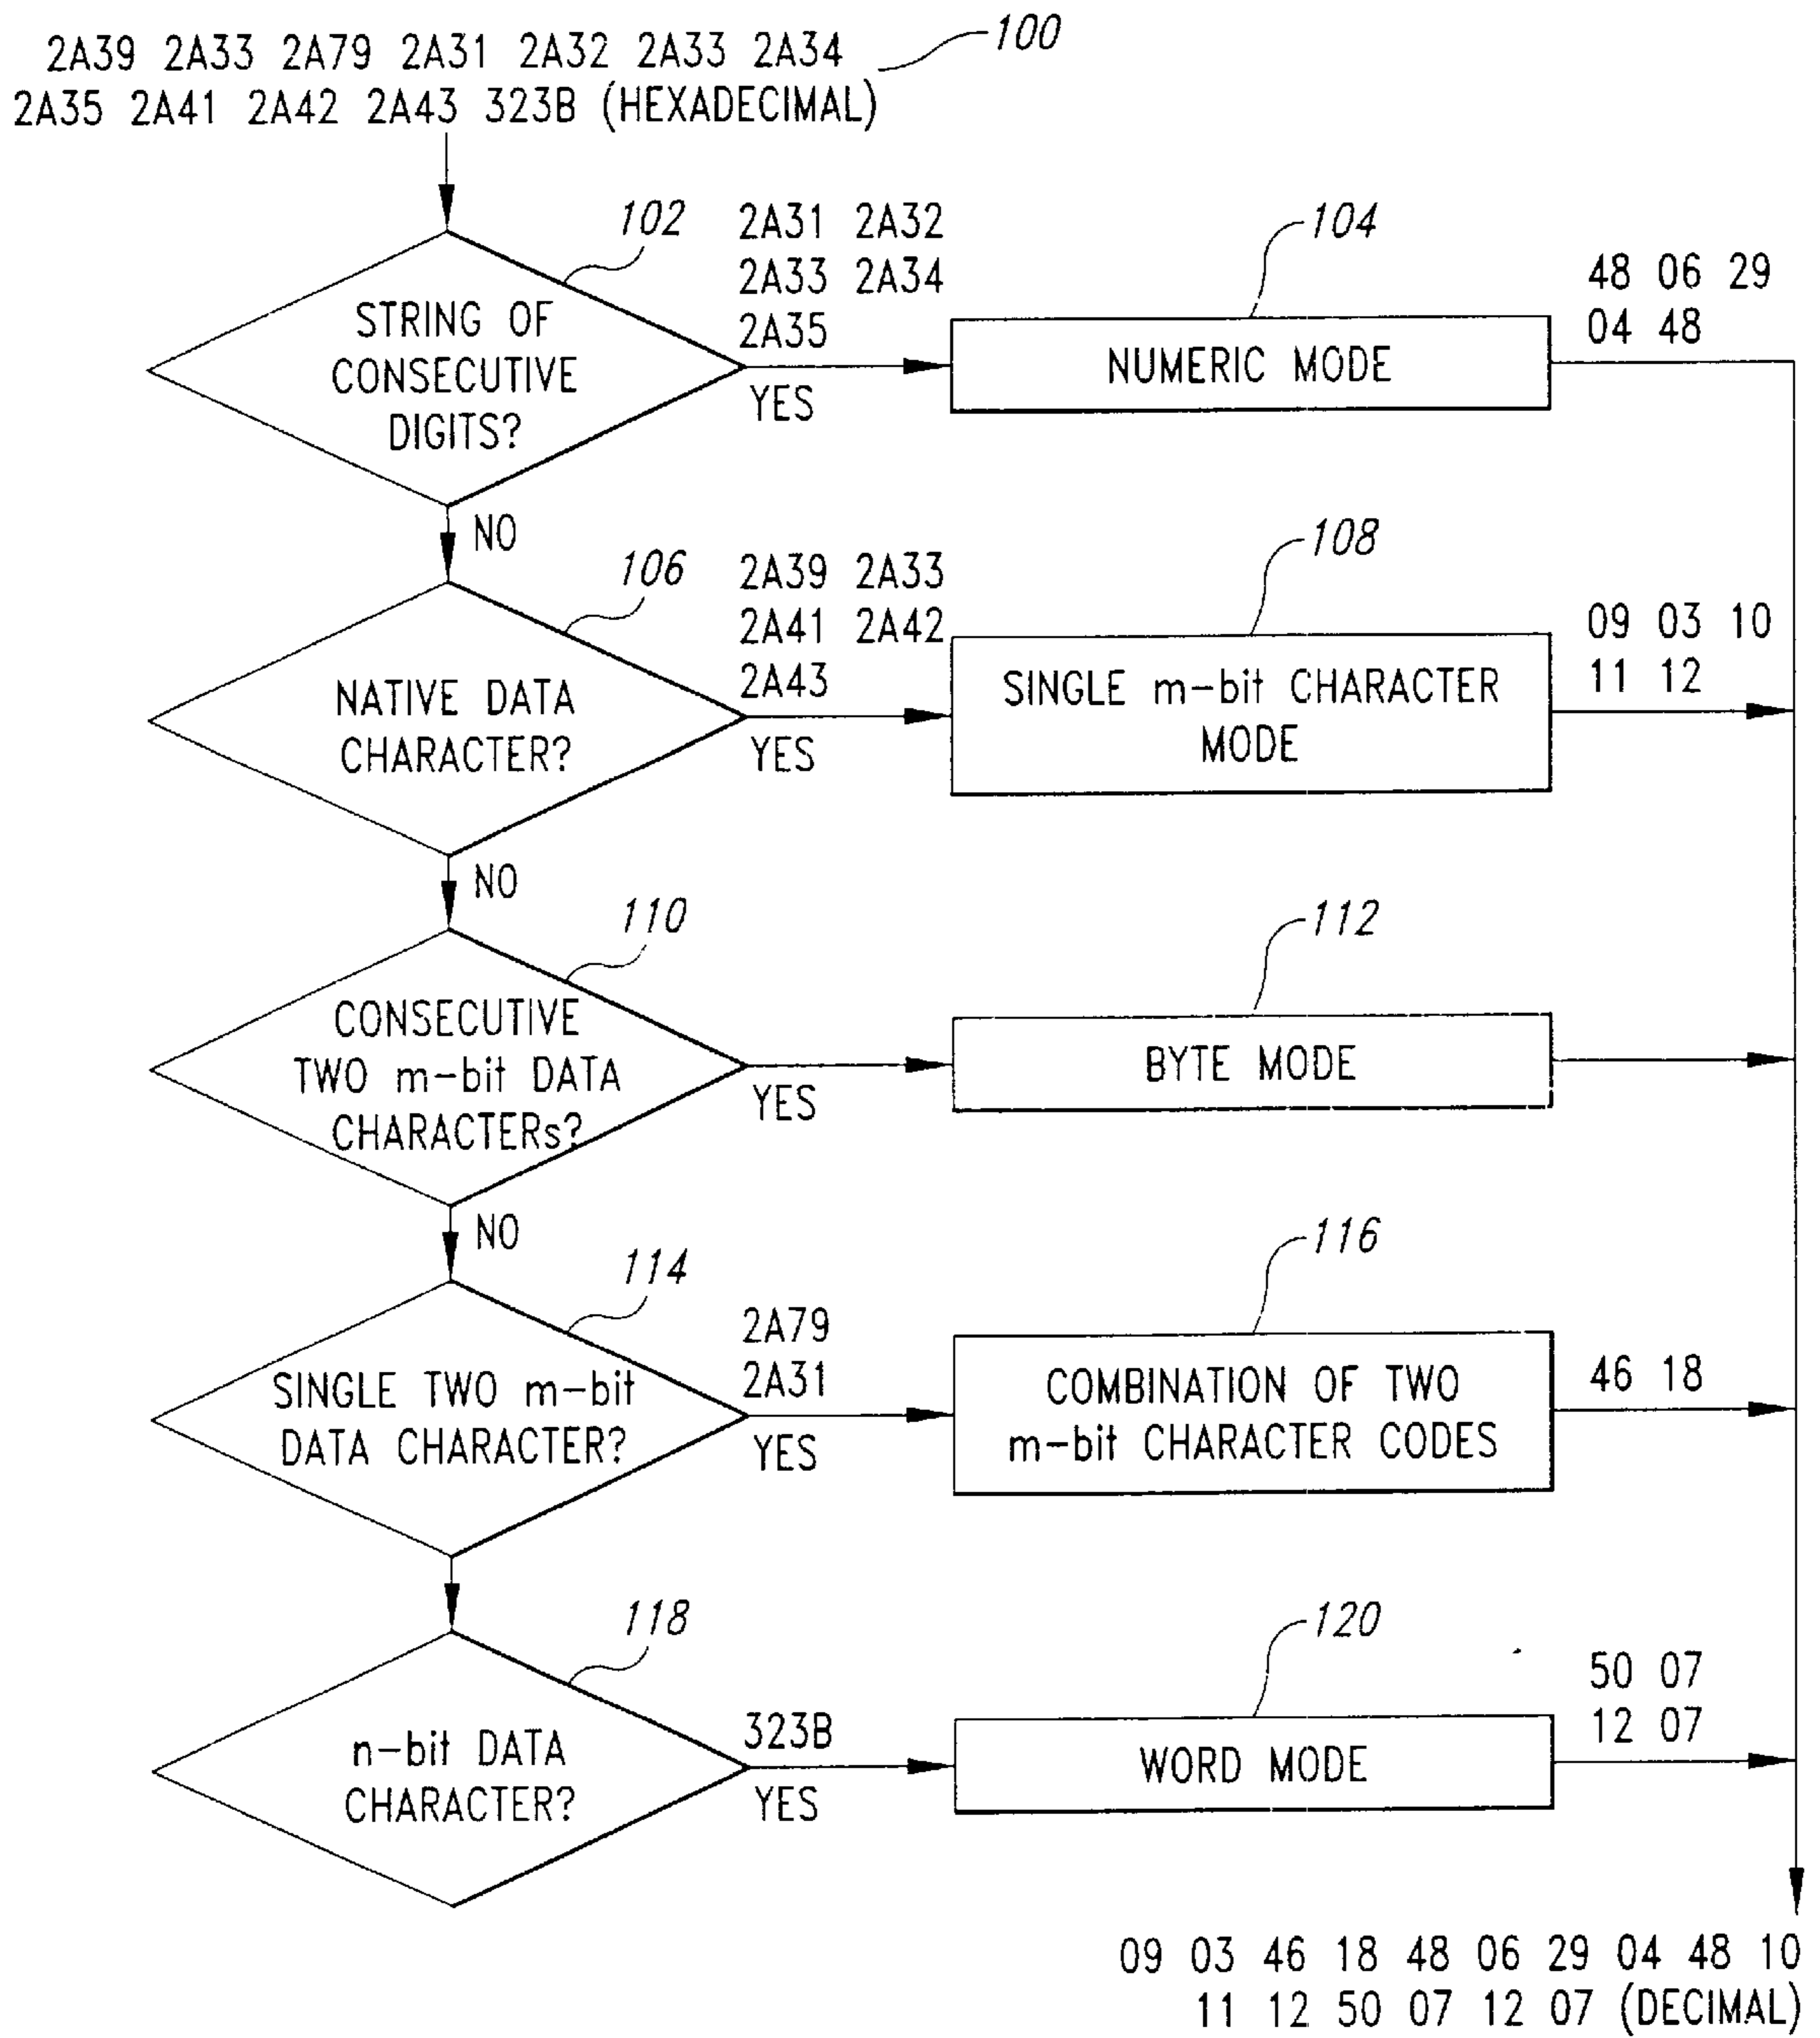 2A39 2A33 2A79 2A31 2A32 2A33 2A34
2A35 2A41 2A42 2A43 323B (HEXADECIMAL)
100
102
STRING OF
CONSECUTIVE
DIGITS?
2A31 2A32
2A33 2A34
2A35
YES
104
NUMERIC MODE
48 06 29
04 48
NO
106
NATIVE DATA
CHARACTER?
2A39 2A33
2A41 2A42
2A43
YES
108
SINGLE m-bit CHARACTER
MODE
09 03 10
11 12
NO
110
CONSECUTIVE
TWO m-bit DATA
CHARACTERs?
YES
112
BYTE MODE
NO
114
SINGLE TWO m-bit
DATA CHARACTER?
2A79
2A31
YES
116
COMBINATION OF TWO
m-bit CHARACTER CODES
46 18
118
n-bit DATA
CHARACTER?
323B
YES
120
WORD MODE
50 07
12 07
09 03 46 18 48 06 29 04 48 10
11 12 50 07 12 07 (DECIMAL)